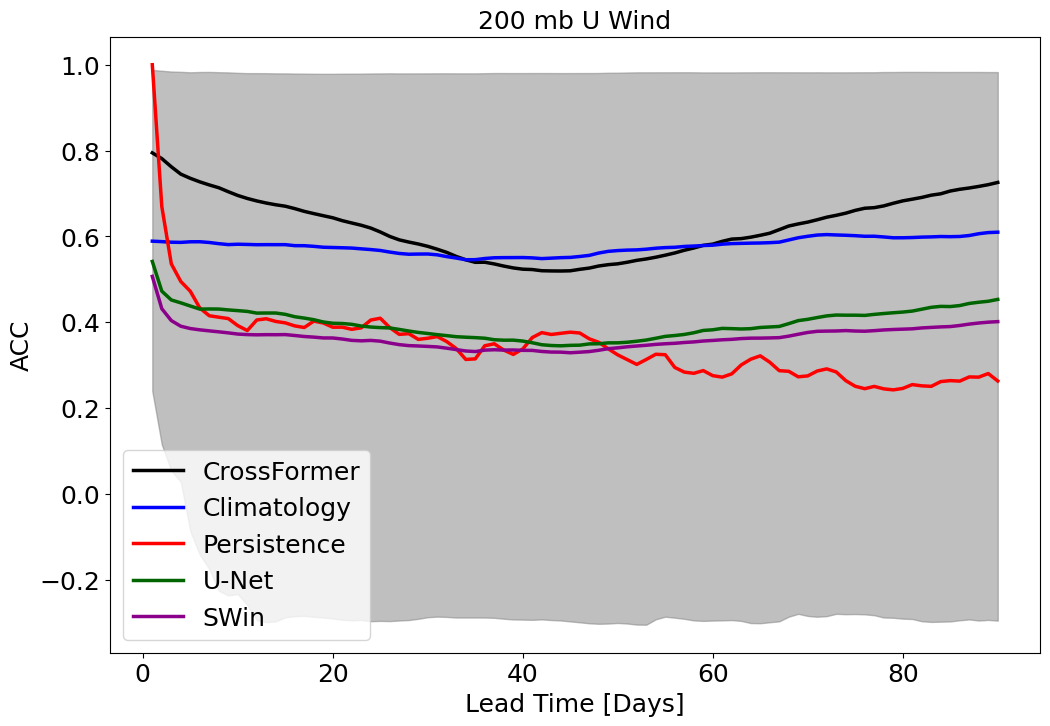 200 mb U Wind
1.0
0.8
0.6
0.4
0.2
0.0
−0.2
ACC
CrossFormer
Climatology
Persistence
U-Net
SWin
0 20 40 60 80
Lead Time [Days]